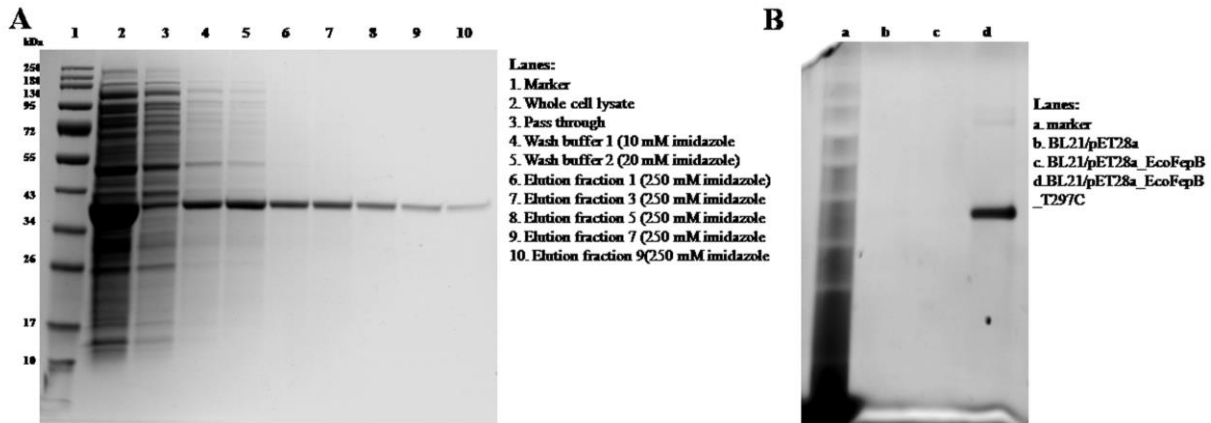 A
kDa 1 2 3 4 5 6 7 8 9 10
250
180
130
95
72
55
43
34
26
17
10
Lanes:
1. Marker
2. Whole cell lysate
3. Pass through
4. Wash buffer 1 (10 mM imidazole
5. Wash buffer 2 (20 mM imidazole)
6. Elution fraction 1 (250 mM imidazole)
7. Elution fraction 3 (250 mM imidazole
8. Elution fraction 5 (250 mM imidazole
9. Elution fraction 7 (250 mM imidazole
10. Elution fraction 9(250 mM imidazole
B
a b c d
Lanes:
a. marker
b. BL21/pET28a
c. BL21/pET28a_EcoFepB
d.BL21/pET28a_EcoFepB
_T297C